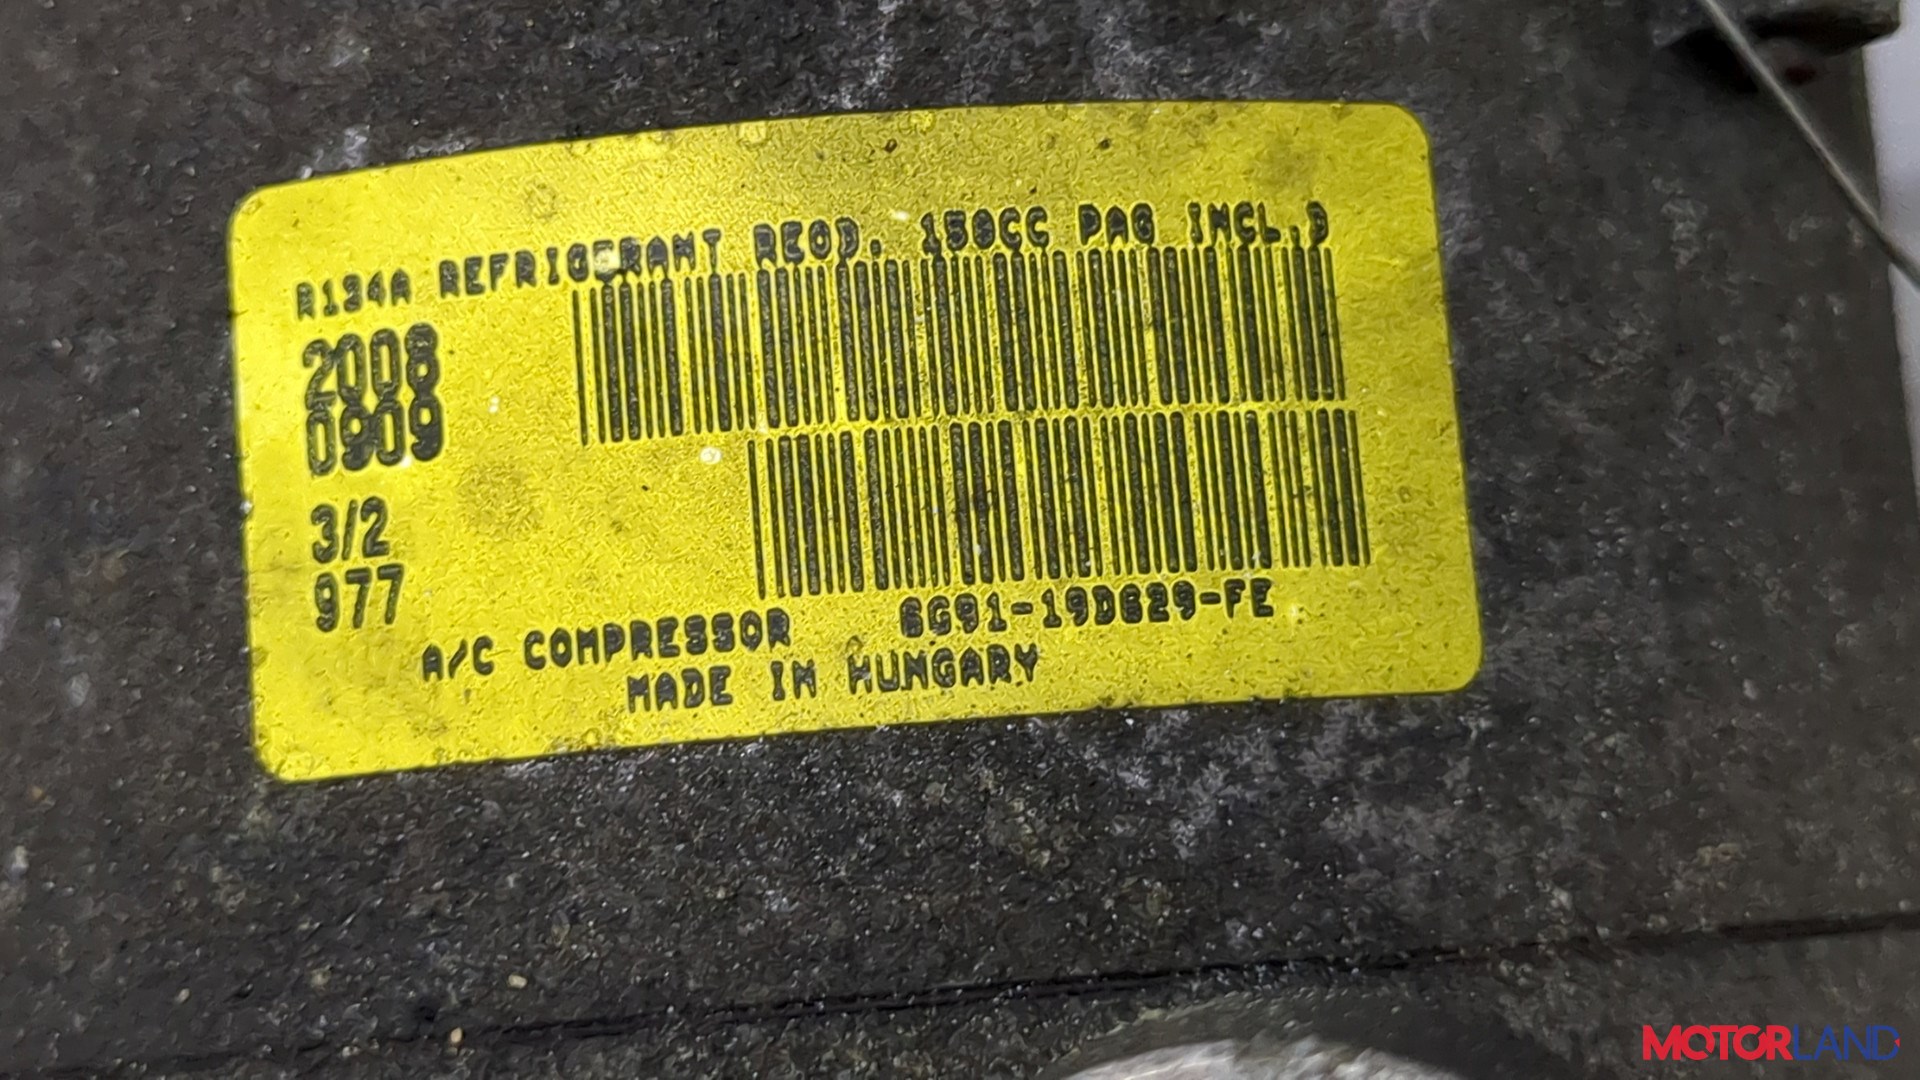 R134A REFRIGERANT REQD. 150CC PAG INCL.D
2008
0909
3/2
977
A/C COMPRESSOR 6G91-19D629-FE
MADE IN HUNGARY
MOTORLAND